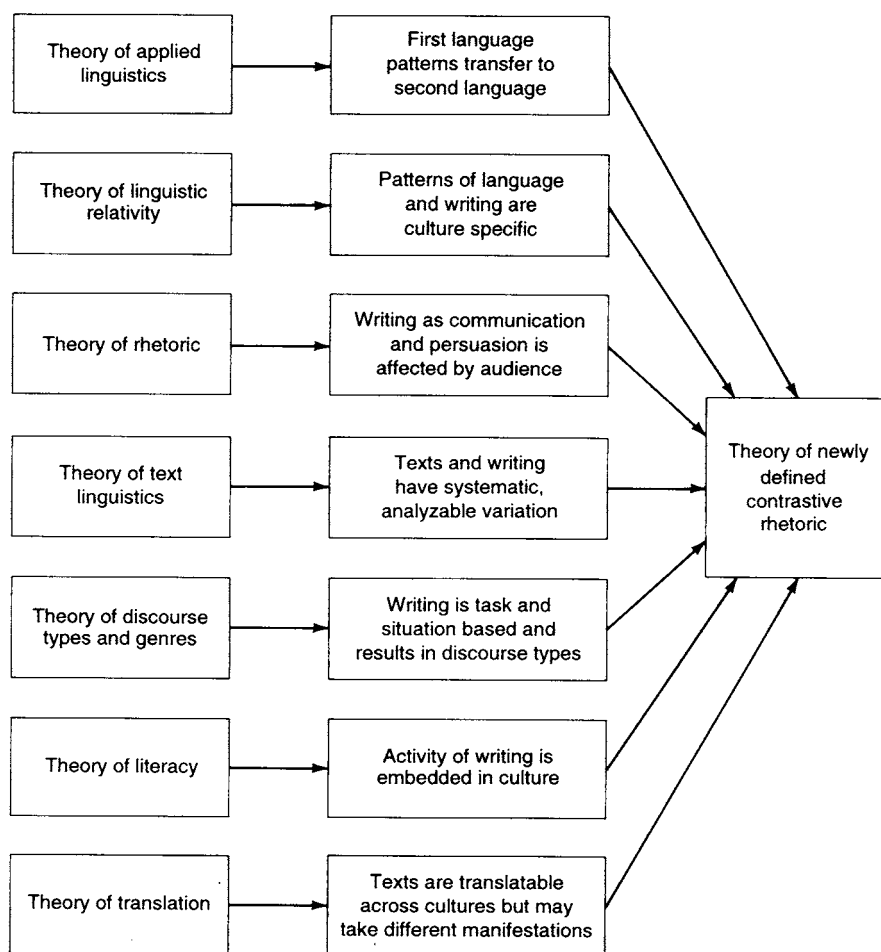 Theory of applied
linguistics
First language
patterns transfer to
second language
Theory of linguistic
relativity
Patterns of language
and writing are
culture specific
Theory of rhetoric
Writing as communication
and persuasion is
affected by audience
Theory of text
linguistics
Texts and writing
have systematic,
analyzable variation
Theory of newly
defined
contrastive
rhetoric
Theory of discourse
types and genres
Writing is task and
situation based and
results in discourse types
Theory of literacy
Activity of writing is
embedded in culture
Theory of translation
Texts are translatable
across cultures but may
take different manifestations